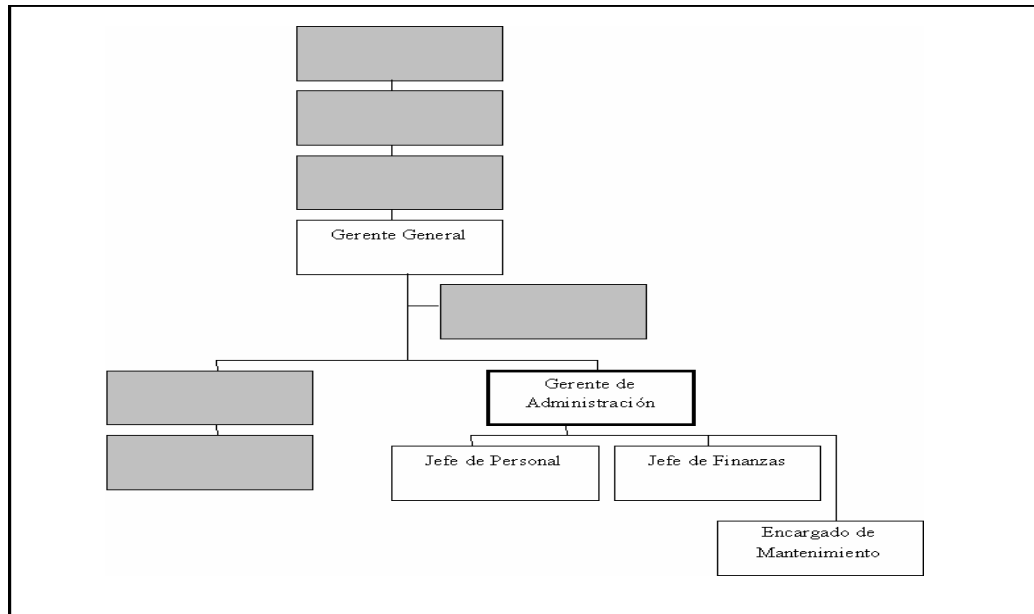 Gerente General
Gerente de
Administración
Jefe de Personal
Jefe de Finanzas
Encargado de
Mantenimiento